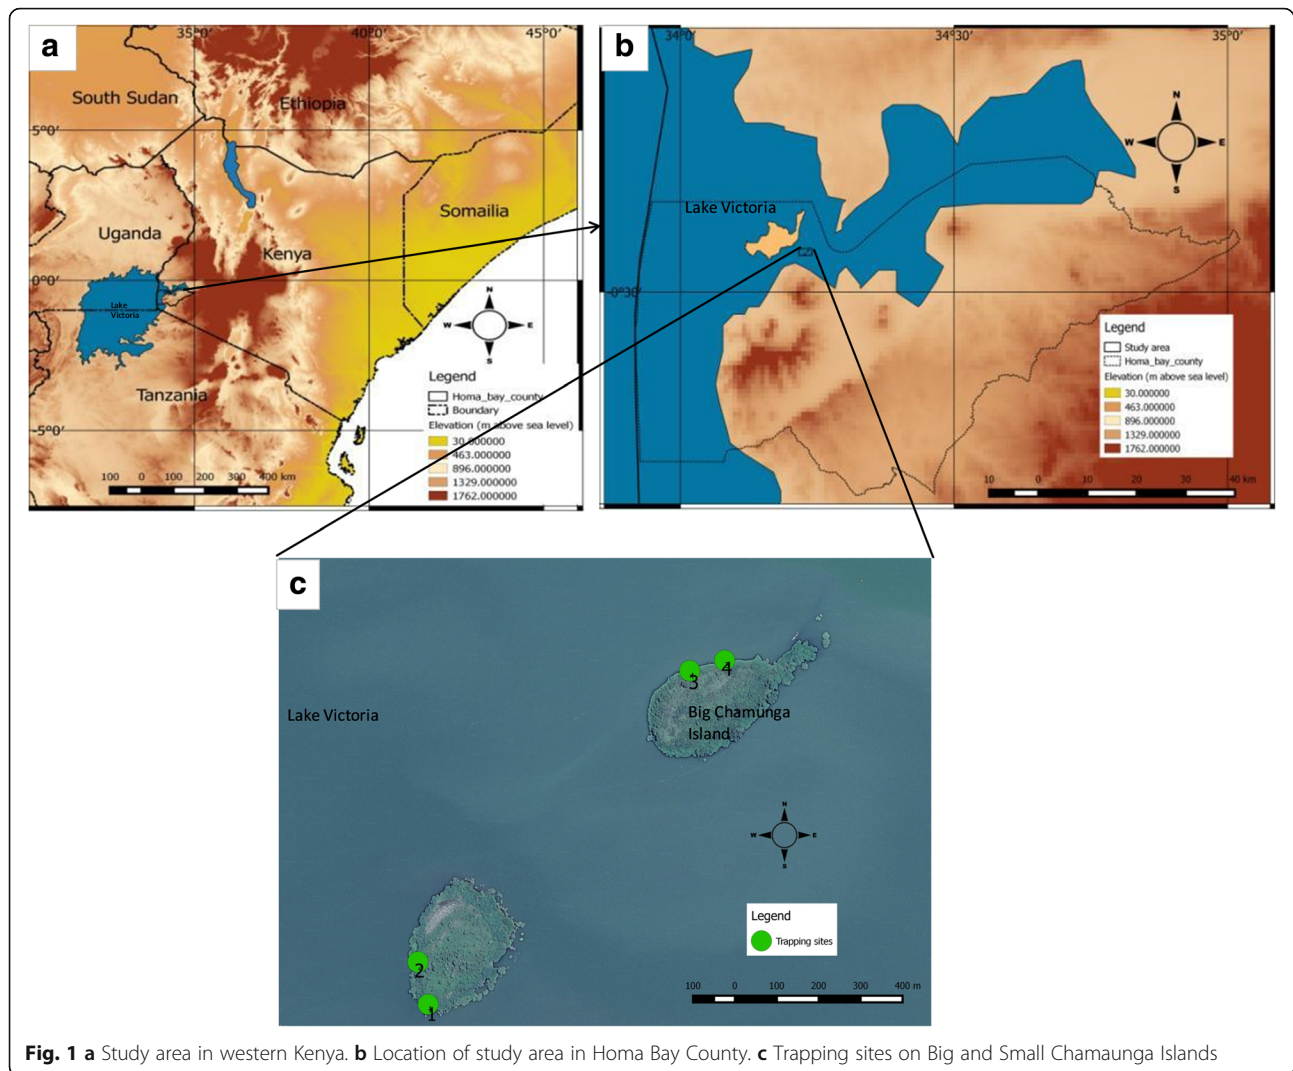 a
35°0'
40°0'
45°0'
South Sudan
Ethiopia
5°0'
Somailia
Uganda
Kenya
0°0'
Lake
Victoria
N
W
E
S
Tanzania
-5°0'
Legend
Homa_bay_county
Boundary
Elevation (m above sea level)
30.000000
463.000000
896.000000
1329.000000
1762.000000
100 0 100 200 300 400 km
b
34°0'
34°30'
35°0'
N
W
E
S
Lake Victoria
0°30'
Legend
Study area
Homa_bay_county
Elevation (m above sea level)
30.000000
463.000000
896.000000
1329.000000
1762.000000
10 0 10 20 30 40 km
c
3
4
Big Chamunga
Island
Lake Victoria
N
W
E
S
Legend
Trapping sites
2
1
100 0 100 200 300 400 m
Fig. 1 a Study area in western Kenya. b Location of study area in Homa Bay County. c Trapping sites on Big and Small Chamaunga Islands